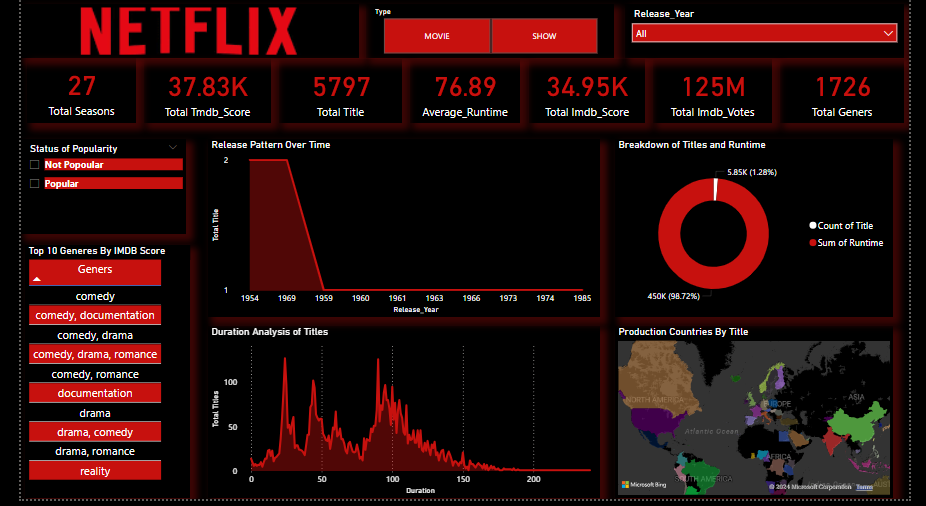 NETFLIX
Type
MOVIE
SHOW
Release_Year
All
27
Total Seasons
37.83K
Total Tmdb_Score
5797
Total Title
76.89
Average_Runtime
34.95K
Total Imdb_Score
125M
Total Imdb_Votes
1726
Total Geners
Status of Popularity
Not Popoular
Popular
Top 10 Generes By IMDB Score
Geners
comedy
comedy, documentation
comedy, drama
comedy, drama, romance
comedy, romance
documentation
drama
drama, comedy
drama, romance
reality
Release Pattern Over Time
Total Title
2
1
1954 1969 1959 1960 1961 1963 1966 1973 1974 1985
Release_Year
Breakdown of Titles and Runtime
5.85K (1.28%)
450K (98.72%)
Count of Title
Sum of Runtime
Duration Analysis of Titles
Total Titles
100
50
0
0 50 100 150 200
Duration
Production Countries By Title
NORTH AMERICA
EUROPE
ASIA
Atlantic Ocean
AFRICA
SOUTH AMERICA
Microsoft Bing
© 2024 Microsoft Corporation Terms